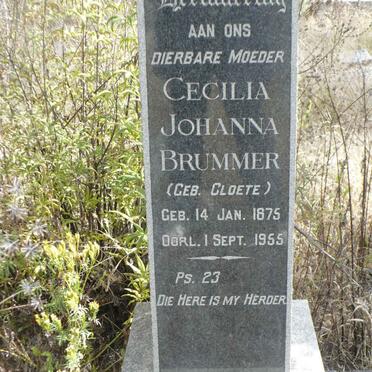 Herinnering
AAN ONS
DIERBARE MOEDER
CECILIA
JOHANNA
BRUMMER
(GEB. CLOETE)
GEB. 14 JAN. 1875
OORL. 1 SEPT. 1955
PS. 23
DIE HERE IS MY HERDER